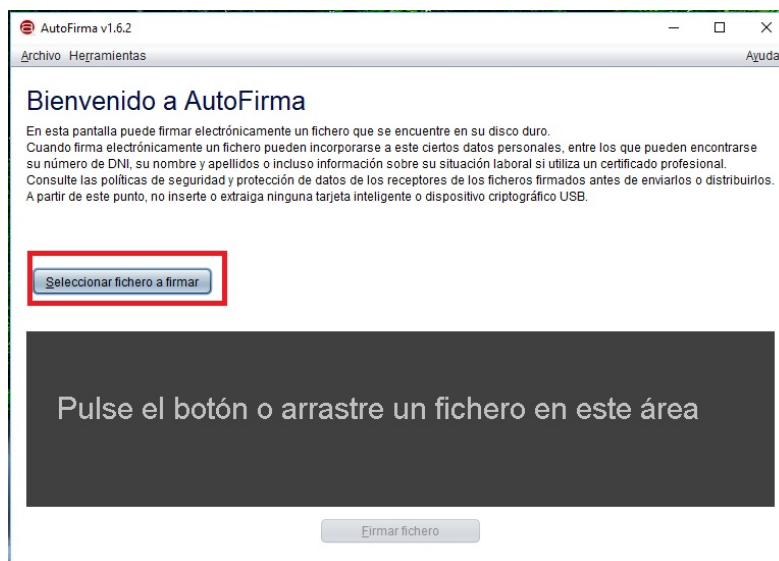 AutoFirma v1.6.2
Archivo Herramientas Ayuda
Bienvenido a AutoFirma
En esta pantalla puede firmar electrónicamente un fichero que se encuentre en su disco duro.
Cuando firma electrónicamente un fichero pueden incorporarse a este ciertos datos personales, entre los que pueden encontrarse
su número de DNI, su nombre y apellidos o incluso información sobre su situación laboral si utiliza un certificado profesional.
Consulte las políticas de seguridad y protección de datos de los receptores de los ficheros firmados antes de enviarlos o distribuirlos.
A partir de este punto, no inserte o extraiga ninguna tarjeta inteligente o dispositivo criptográfico USB.
Seleccionar fichero a firmar
Pulse el botón o arrastre un fichero en este área
Firmar fichero